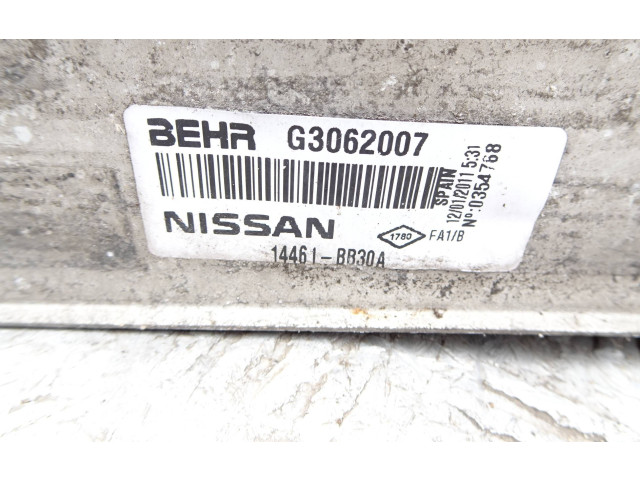 BEHR G3062007
NISSAN
1780
FA1/B
14461-BB30A
SPAIN
12/01/2011 5:31
Nº:0354768